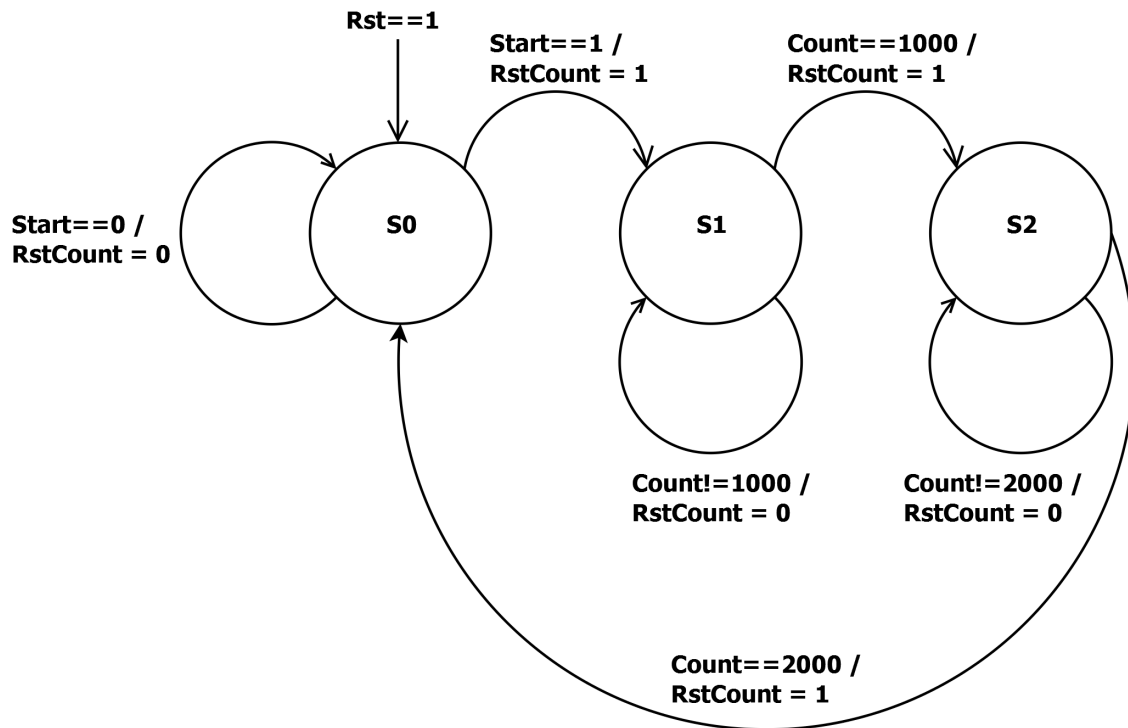 Rst==1
Start==1 /
RstCount = 1
Count==1000 /
RstCount = 1
Start==0 /
RstCount = 0
S0
S1
S2
Count!=1000 /
RstCount = 0
Count!=2000 /
RstCount = 0
Count==2000 /
RstCount = 1